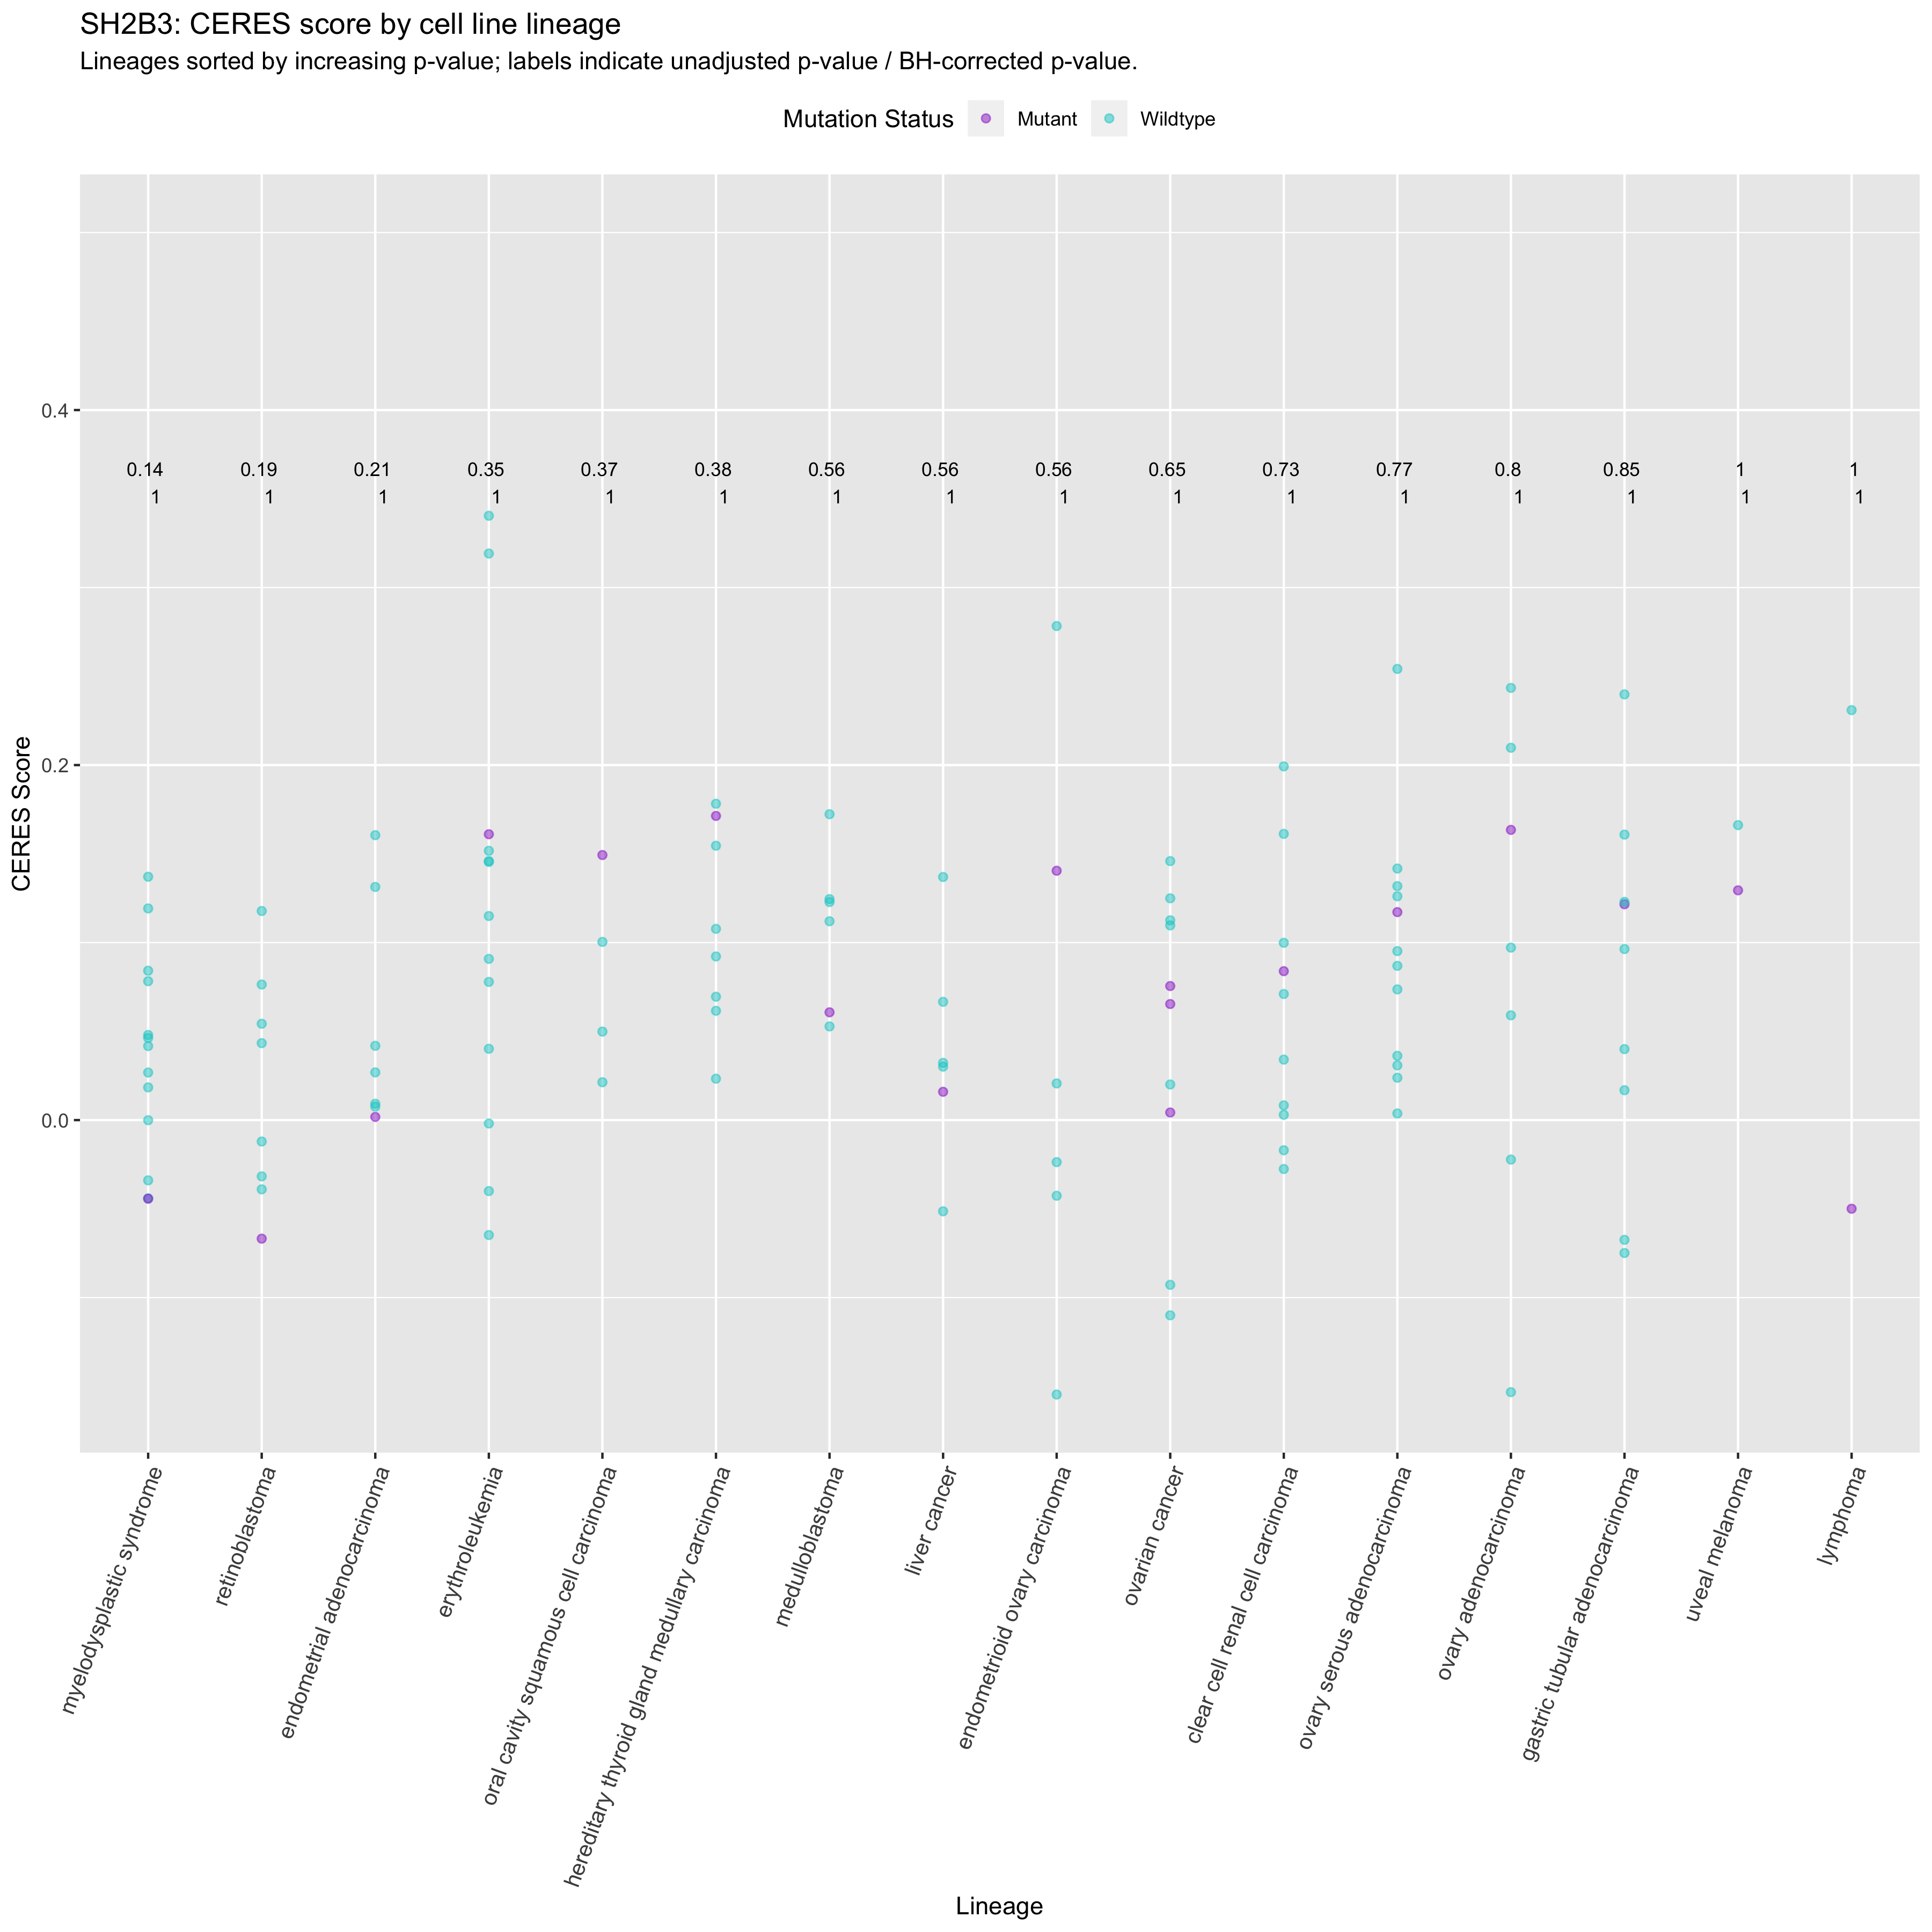 SH2B3: CERES score by cell line lineage
Lineages sorted by increasing p-value; labels indicate unadjusted p-value / BH-corrected p-value.
Mutation Status Mutant Wildtype
0.4
0.14 0.19 0.21 0.35 0.37 0.38 0.56 0.56 0.56 0.65 0.73 0.77 0.8 0.85 1 1
1 1 1 1 1 1 1 1 1 1 1 1 1 1 1 1
CERES Score
0.2
0.0
myelodysplastic syndrome
retinoblastoma
endometrial adenocarcinoma
erythroleukemia
oral cavity squamous cell carcinoma
hereditary thyroid gland medullary carcinoma
medulloblastoma
liver cancer
endometrioid ovary carcinoma
ovarian cancer
clear cell renal cell carcinoma
ovary serous adenocarcinoma
ovary adenocarcinoma
gastric tubular adenocarcinoma
uveal melanoma
lymphoma
Lineage